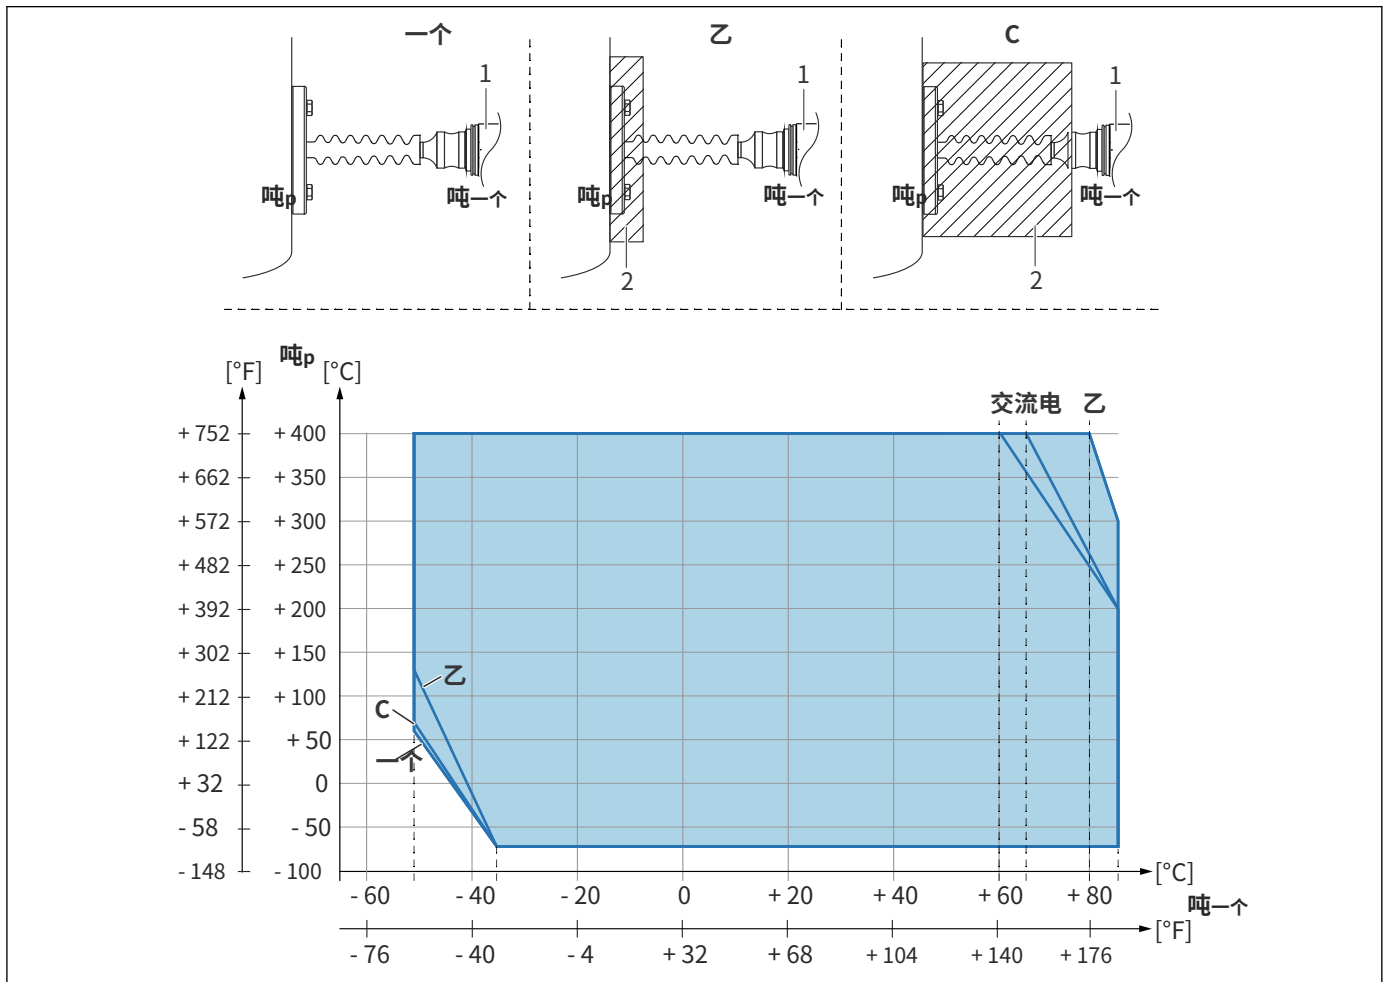 一个
乙
C
1
1
1
吨p
吨一个
吨p
吨一个
吨p
吨一个
2
2
吨p
[°F]
[°C]
交流电
乙
+ 752
+ 400
+ 662
+ 350
+ 572
+ 300
+ 482
+ 250
+ 392
+ 200
+ 302
+ 150
+ 212
+ 100
+ 122
+ 50
+ 32
0
- 58
- 50
- 148
- 100
乙
C
一个
[°C]
- 60
- 40
- 20
0
+ 20
+ 40
+ 60
+ 80
吨一个
[°F]
- 76
- 40
- 4
+ 32
+ 68
+ 104
+ 140
+ 176